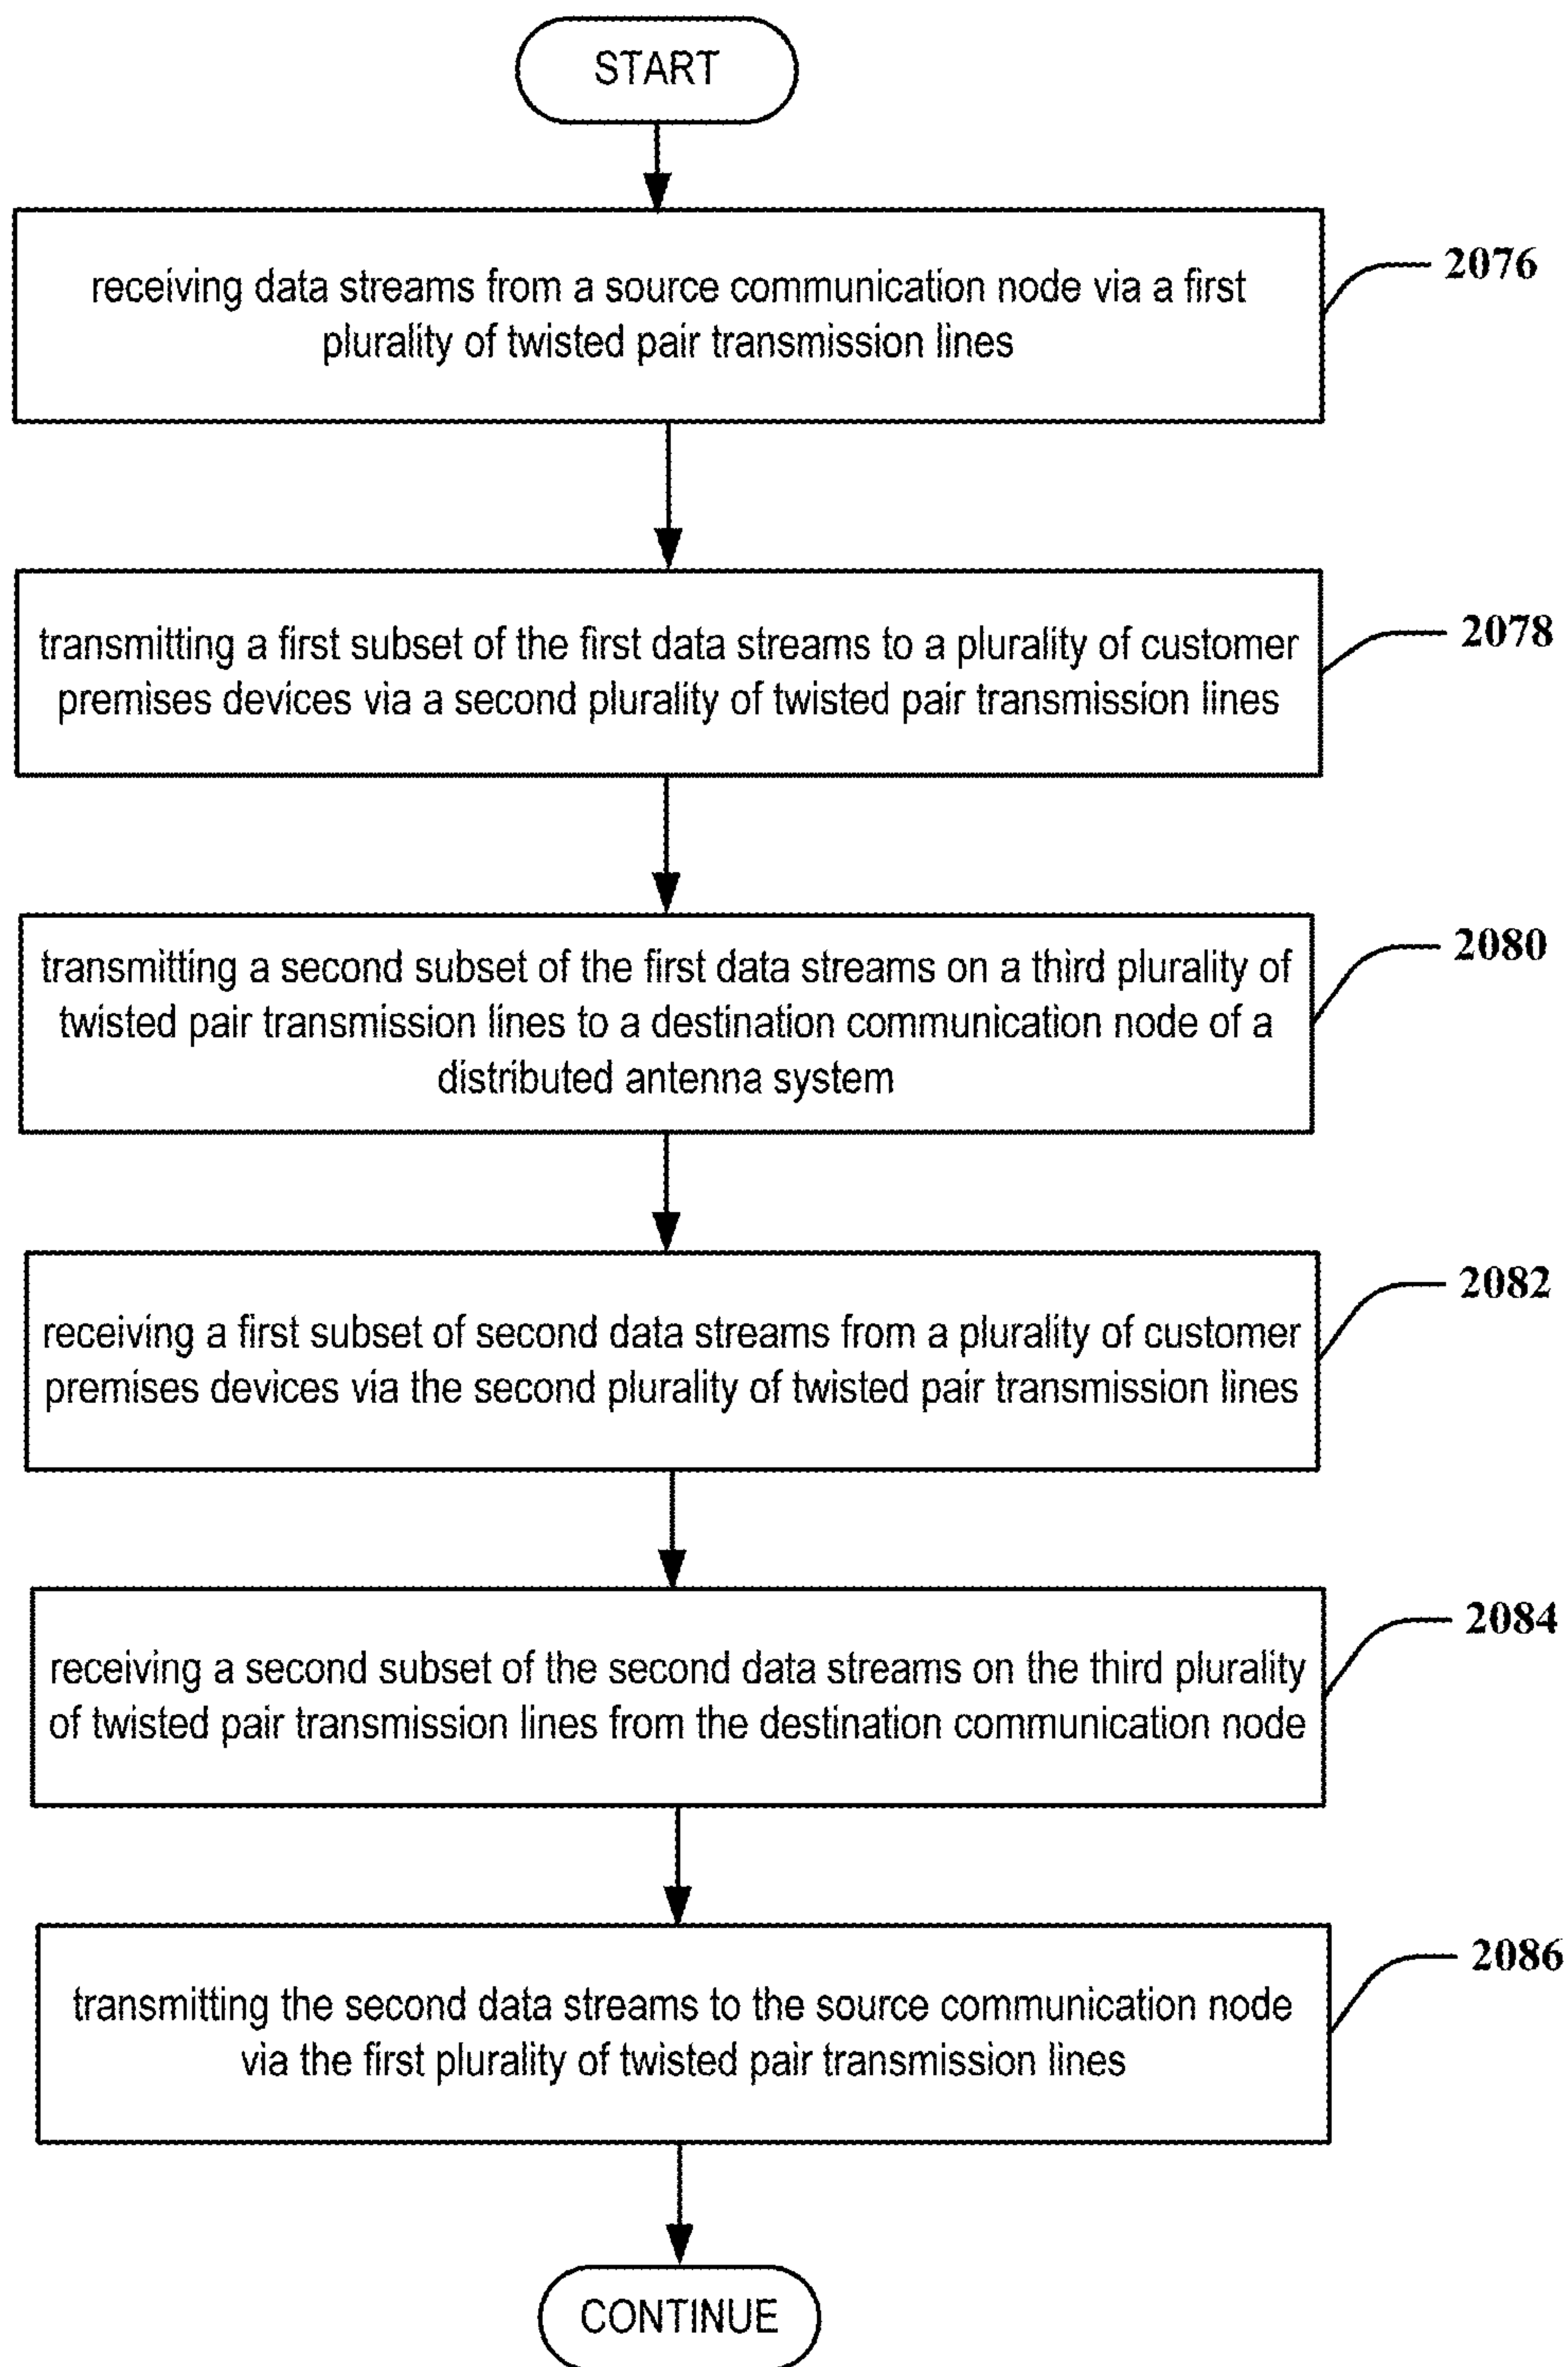 START
receiving data streams from a source communication node via a first
plurality of twisted pair transmission lines
2076
transmitting a first subset of the first data streams to a plurality of customer
premises devices via a second plurality of twisted pair transmission lines
2078
transmitting a second subset of the first data streams on a third plurality of
twisted pair transmission lines to a destination communication node of a
distributed antenna system
2080
receiving a first subset of second data streams from a plurality of customer
premises devices via the second plurality of twisted pair transmission lines
2082
receiving a second subset of the second data streams on the third plurality
of twisted pair transmission lines from the destination communication node
2084
transmitting the second data streams to the source communication node
via the first plurality of twisted pair transmission lines
2086
CONTINUE